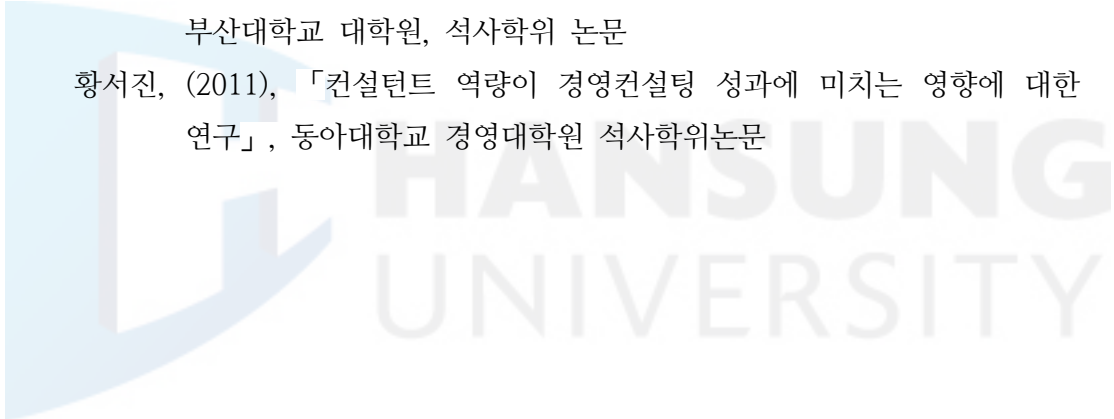 부산대학교 대학원, 석사학위 논문
황서진, (2011), 「컨설턴트 역량이 경영컨설팅 성과에 미치는 영향에 대한
연구」, 동아대학교 경영대학원 석사학위논문
HANSUNG
UNIVERSITY